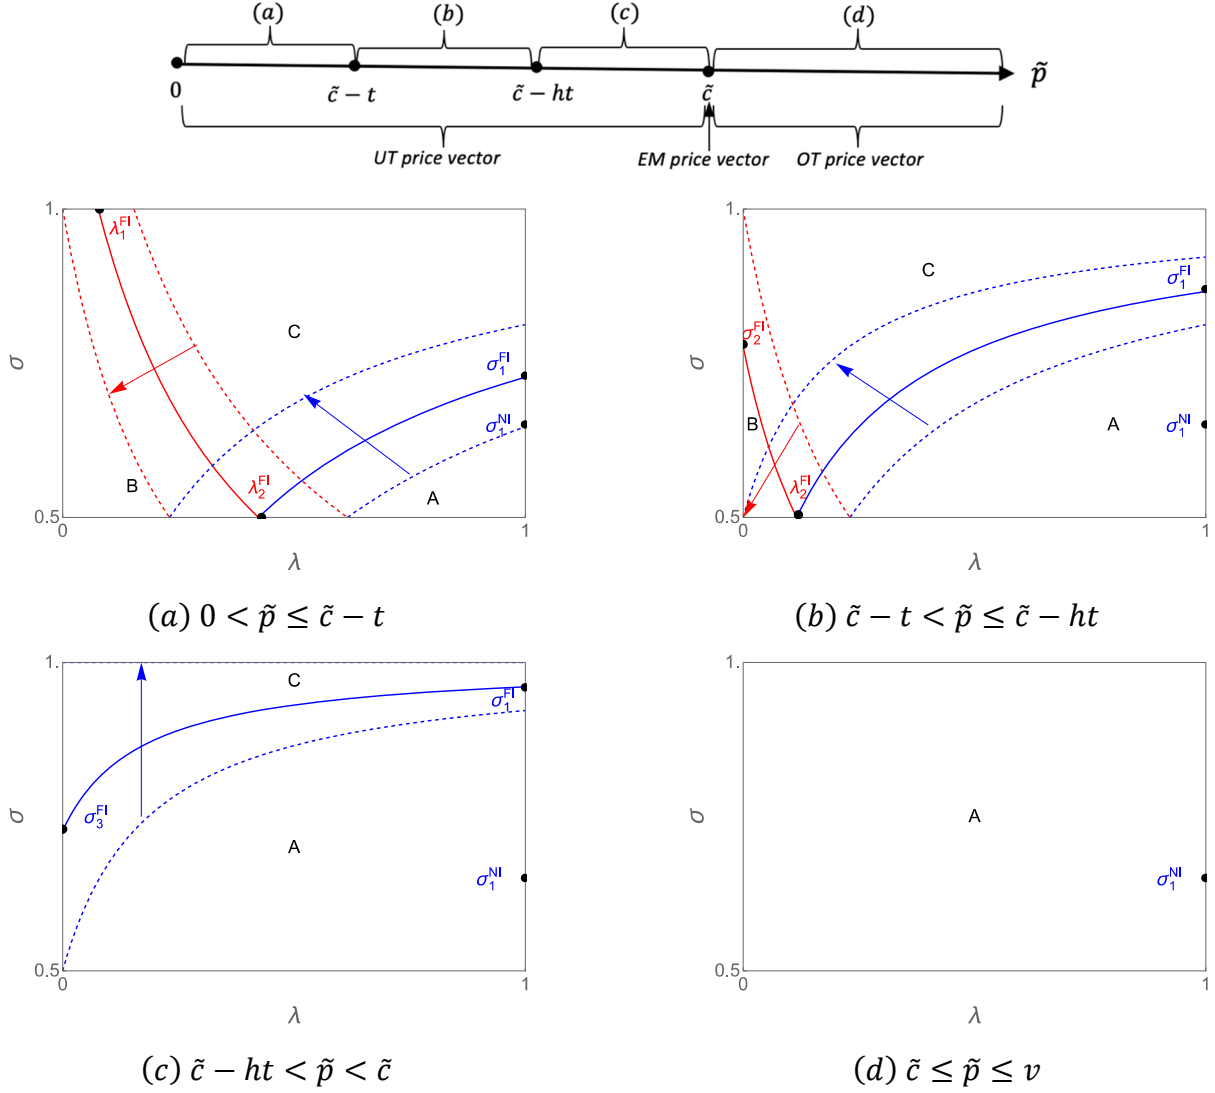 (a) (b) (c) (d)
0 c̃ − t c̃ − ht c̃ p̃
UT price vector EM price vector OT price vector
1.
λ₁^FI
C
σ₁^FI
σ
σ₁^NI
B
λ₂^FI
A
0.5
0 1
λ
(a) 0 < p̃ ≤ c̃ − t
1.
C
σ₁^FI
σ₂^FI
σ
B
A
σ₁^NI
λ₂^FI
0.5
0 1
λ
(b) c̃ − t < p̃ ≤ c̃ − ht
1.
C
σ₁^FI
σ
σ₃^FI
A
σ₁^NI
0.5
0 1
λ
(c) c̃ − ht < p̃ < c̃
1.
σ
A
σ₁^NI
0.5
0 1
λ
(d) c̃ ≤ p̃ ≤ v